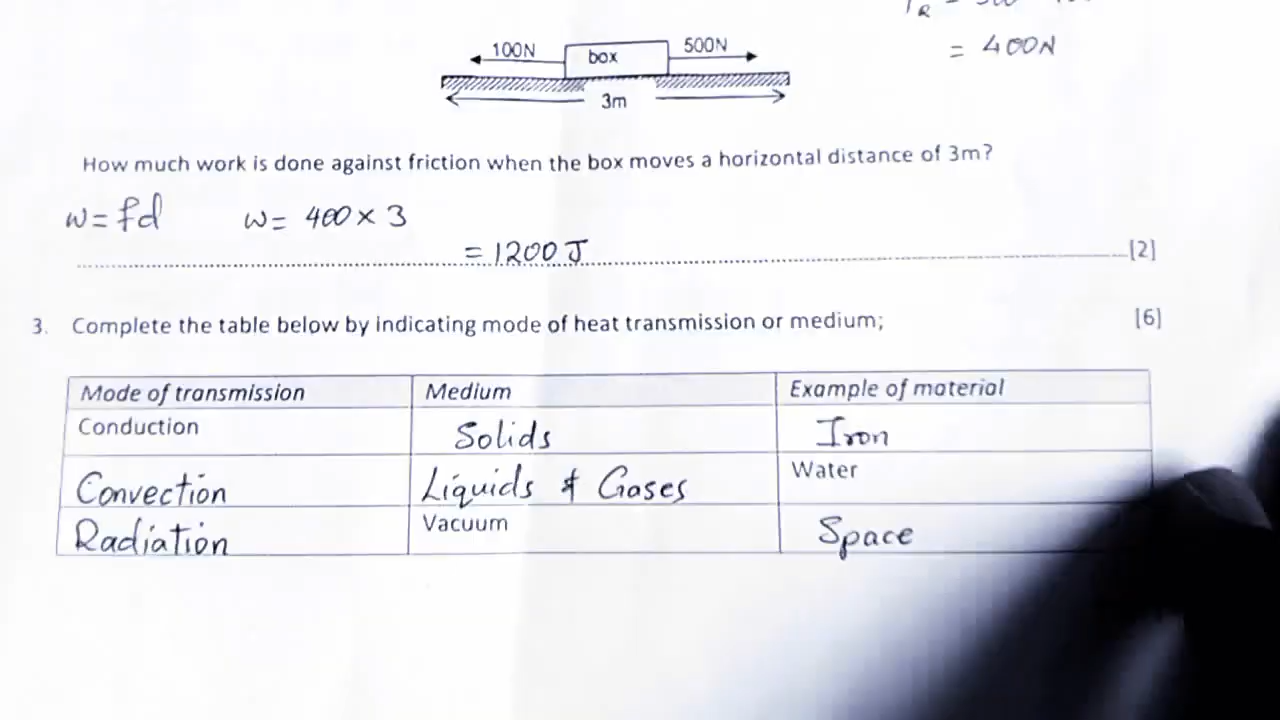 = 400N
100N box 500N
3m
How much work is done against friction when the box moves a horizontal distance of 3m?
w = fd w = 400 × 3
= 1200 J [2]
3. Complete the table below by indicating mode of heat transmission or medium; [6]
Mode of transmission Medium Example of material
Conduction Solids Iron
Convection Liquids & Gases Water
Radiation Vacuum Space